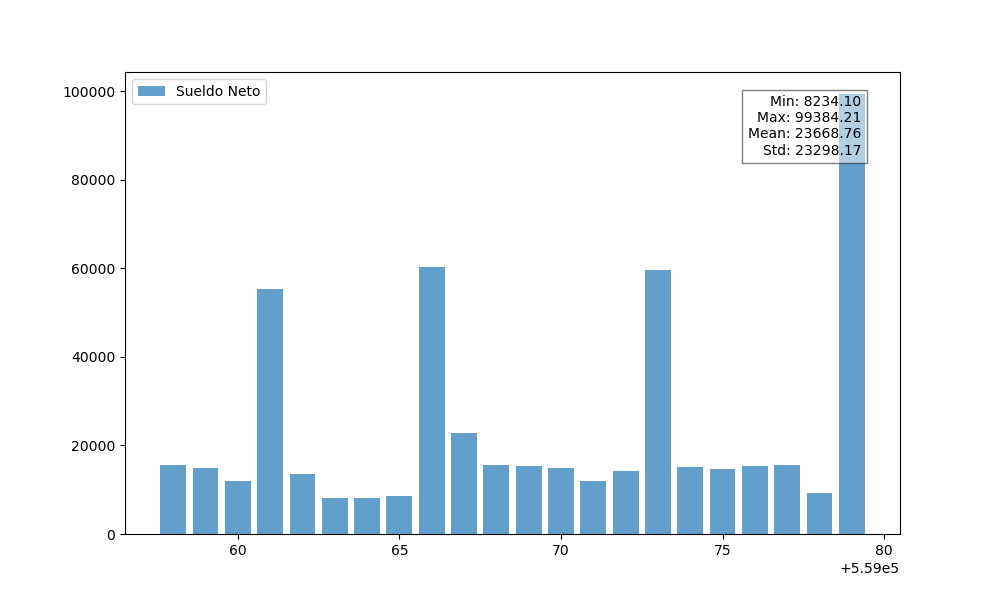 Sueldo Neto
Min: 8234.10
Max: 99384.21
Mean: 23668.76
Std: 23298.17
100000
80000
60000
40000
20000
0
60 65 70 75 80
+5.59e5